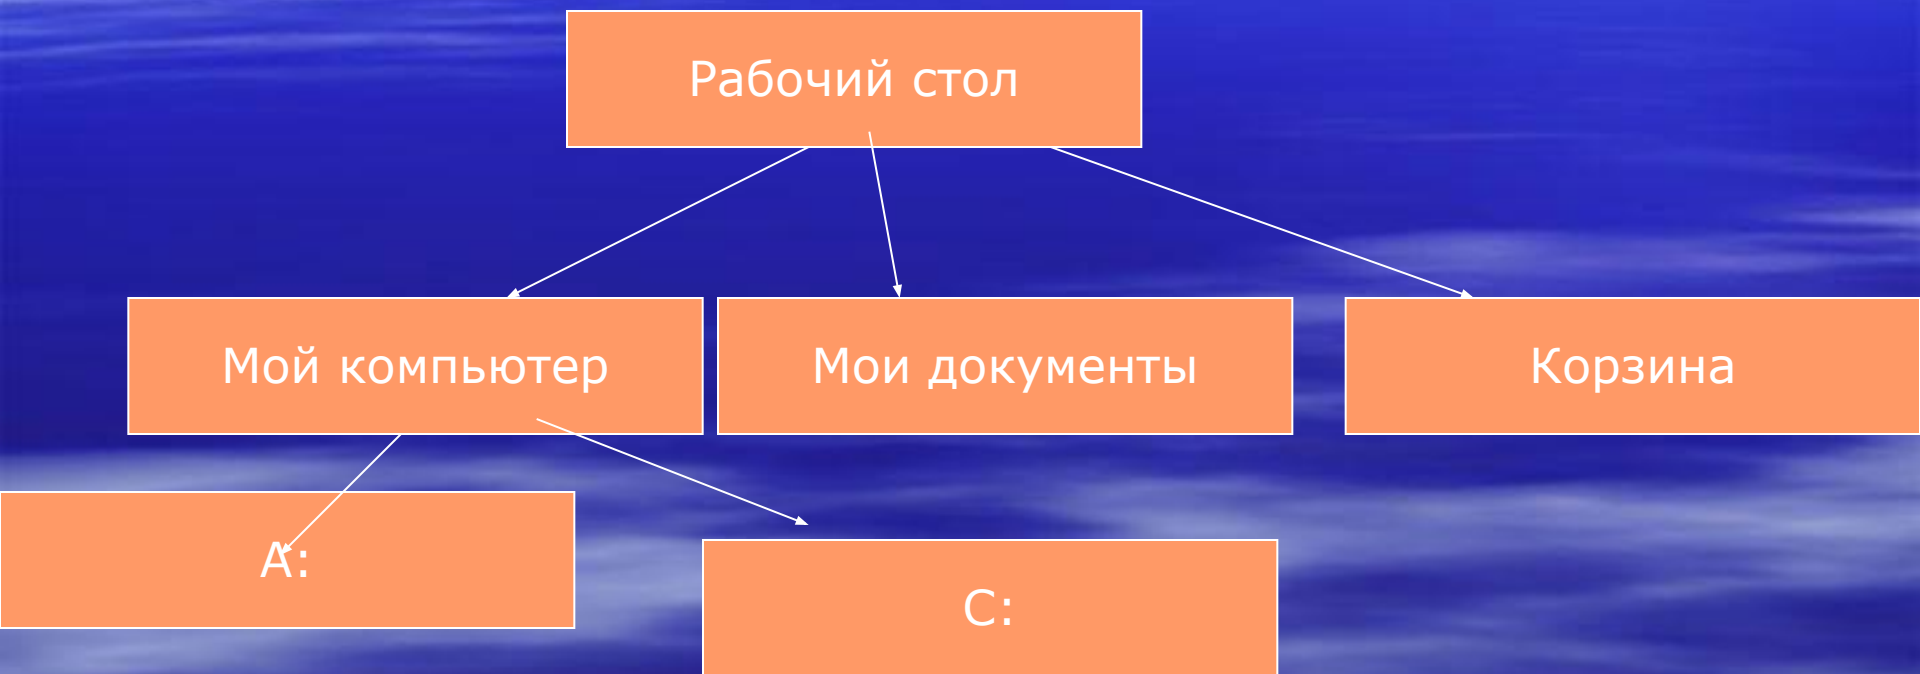 Рабочий стол
Мой компьютер
Мои документы
Корзина
А:
С: